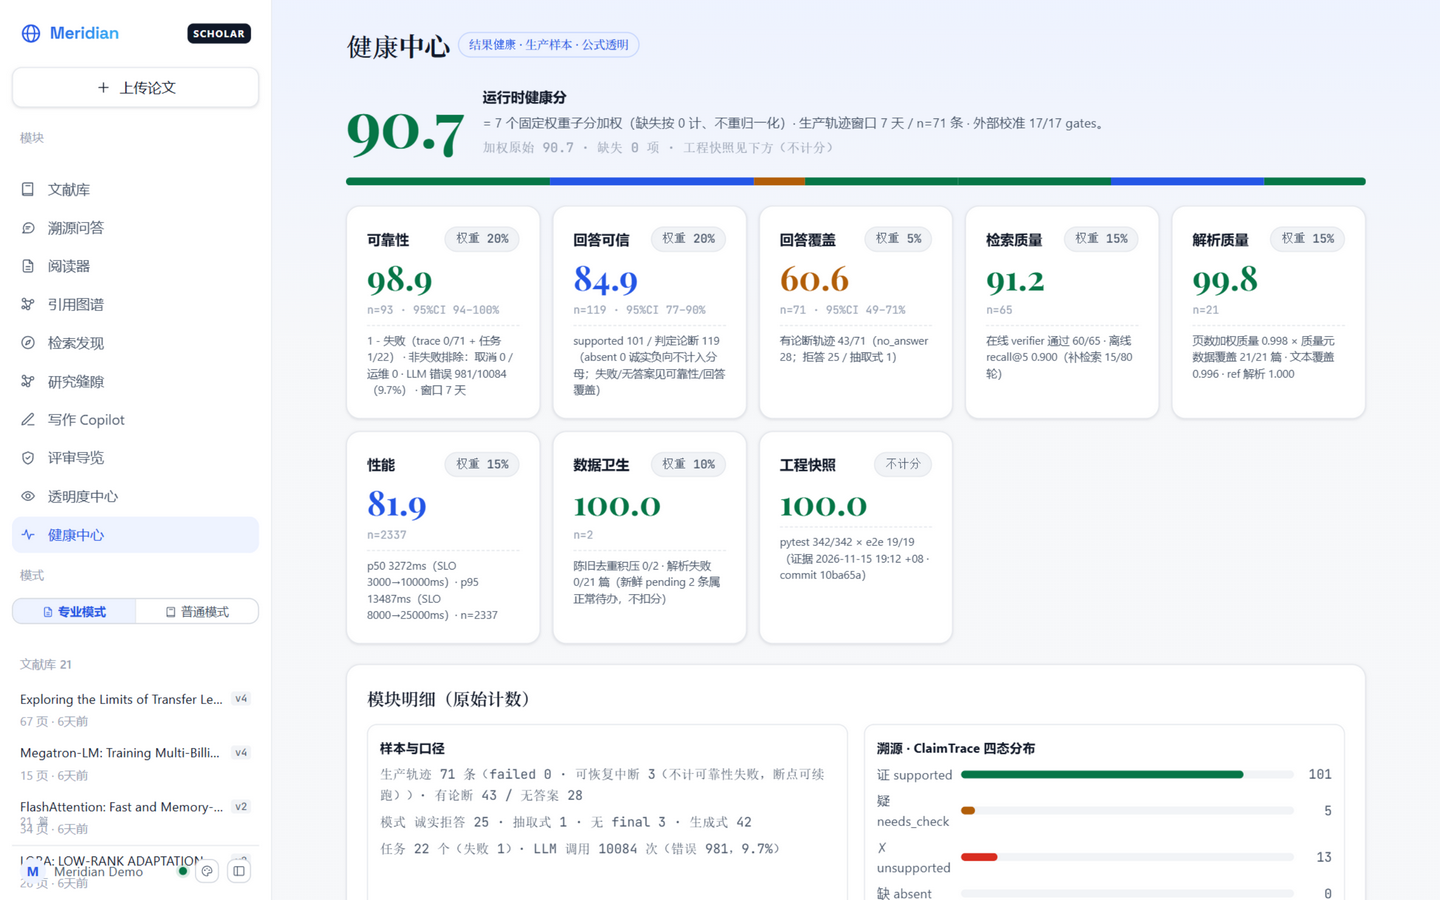 Meridian
SCHOLAR
上传论文
模块
文献库
溯源问答
阅读器
引用图谱
检索发现
研究缝隙
写作 Copilot
评审导览
透明度中心
健康中心
模式
专业模式
普通模式
文献库 21
Exploring the Limits of Transfer Le...
v4
67 页 · 6天前
Megatron-LM: Training Multi-Billi...
v4
15 页 · 6天前
FlashAttention: Fast and Memory-...
v2
21 篇
34 页 · 6天前
LORA: LOW-RANK ADAPTATION
M
Meridian Demo
20 页 · 6天前
健康中心
结果健康 · 生产样本 · 公式透明
90.7
运行时健康分
= 7 个固定权重子分加权（缺失按 0 计、不重归一化）· 生产轨迹窗口 7 天 / n=71 条 · 外部校准 17/17 gates。
加权原始 90.7 · 缺失 0 项 · 工程快照见下方（不计分）
可靠性
权重 20%
98.9
n=93 · 95%CI 94–100%
1 - 失败（trace 0/71 + 任务
1/22）· 非失败排除：取消 0 /
运维 0 · LLM 错误 981/10084
（9.7%）· 窗口 7 天
回答可信
权重 20%
84.9
n=119 · 95%CI 77–90%
supported 101 / 判定论断 119
（absent 0 诚实负向不计入分
母；失败/无答案见可靠性/回答
覆盖）
回答覆盖
权重 5%
60.6
n=71 · 95%CI 49–71%
有论断轨迹 43/71（no_answer
28；拒答 25 / 抽取式 1）
检索质量
权重 15%
91.2
n=65
在线 verifier 通过 60/65 · 离线
recall@5 0.900（补检索 15/80
轮）
解析质量
权重 15%
99.8
n=21
页数加权质量 0.998 × 质量元
数据覆盖 21/21 篇 · 文本覆盖
0.996 · ref 解析 1.000
性能
权重 15%
81.9
n=2337
p50 3272ms（SLO
3000→10000ms）· p95
13487ms（SLO
8000→25000ms）· n=2337
数据卫生
权重 10%
100.0
n=2
陈旧去重积压 0/2 · 解析失败
0/21 篇（新鲜 pending 2 条属
正常待办，不扣分）
工程快照
不计分
100.0
pytest 342/342 × e2e 19/19
（证据 2026-11-15 19:12 +08 ·
commit 10ba65a）
模块明细（原始计数）
样本与口径
生产轨迹 71 条（failed 0 · 可恢复中断 3（不计可靠性失败，断点可续
跑））· 有论断 43 / 无答案 28
模式 诚实拒答 25 · 抽取式 1 · 无 final 3 · 生成式 42
任务 22 个（失败 1）· LLM 调用 10084 次（错误 981，9.7%）
溯源 · ClaimTrace 四态分布
证 supported
101
疑
needs_check
5
✗
unsupported
13
缺 absent
0